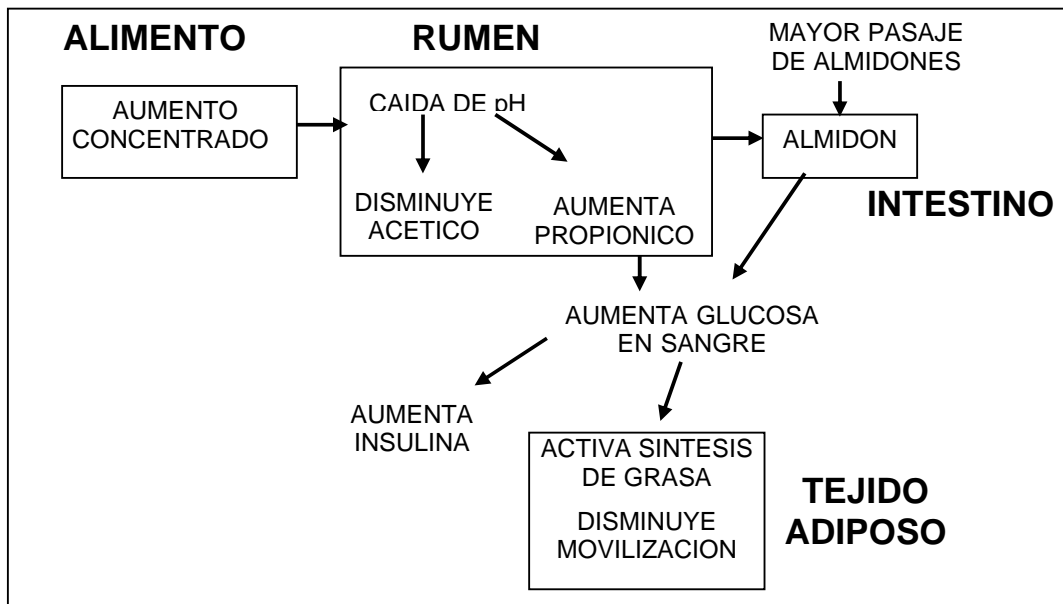 ALIMENTO
RUMEN
MAYOR PASAJE
DE ALMIDONES
AUMENTO
CONCENTRADO
CAIDA DE pH
ALMIDON
DISMINUYE
ACETICO
AUMENTA
PROPIONICO
INTESTINO
AUMENTA GLUCOSA
EN SANGRE
AUMENTA
INSULINA
ACTIVA SINTESIS
DE GRASA
DISMINUYE
MOVILIZACION
TEJIDO
ADIPOSO